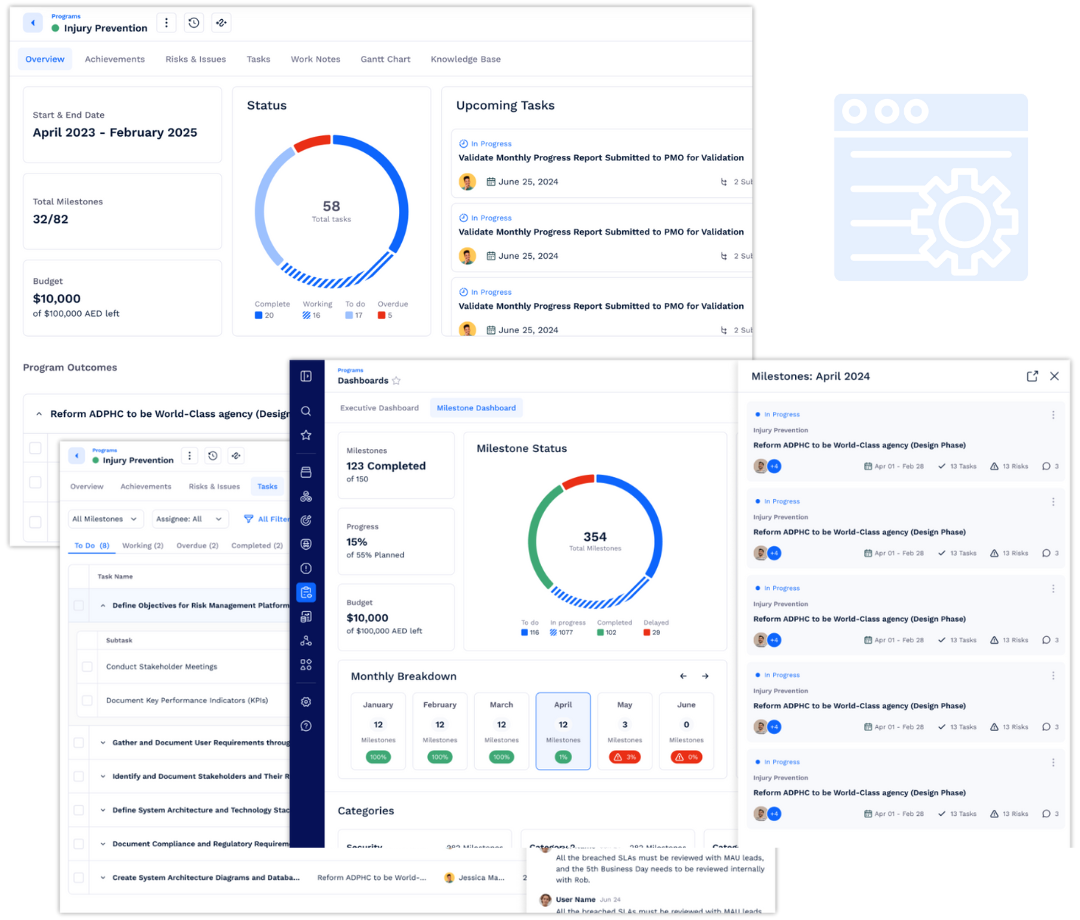 Programs
Injury Prevention
Overview Achievements Risks & Issues Tasks Work Notes Gantt Chart Knowledge Base
Start & End Date
April 2023 - February 2025
Total Milestones
32/82
Budget
$10,000
of $100,000 AED left
Status
58
Total tasks
Complete Working To do Overdue
20 16 17 5
Upcoming Tasks
In Progress
Validate Monthly Progress Report Submitted to PMO for Validation
June 25, 2024
2 Sub
In Progress
Validate Monthly Progress Report Submitted to PMO for Validation
June 25, 2024
2 Sub
In Progress
Validate Monthly Progress Report Submitted to PMO for Validation
June 25, 2024
2 Sub
Program Outcomes
Reform ADPHC to be World-Class agency (Design
Programs
Injury Prevention
Overview Achievements Risks & Issues Tasks
All Milestones Assignee: All All Filter
To Do (8) Working (2) Overdue (2) Completed (2)
Task Name
Define Objectives for Risk Management Platform
Subtask
Conduct Stakeholder Meetings
Document Key Performance Indicators (KPIs)
Gather and Document User Requirements throug
Identify and Document Stakeholders and Their R
Define System Architecture and Technology Stac
Document Compliance and Regulatory Requirem
Create System Architecture Diagrams and Databa... Reform ADPHC to be World-... Jessica Ma... 2
Programs
Dashboards
Executive Dashboard Milestone Dashboard
Milestones
123 Completed
of 150
Progress
15%
of 55% Planned
Budget
$10,000
of $100,000 AED left
Milestone Status
354
Total Milestones
To do In progress Completed Delayed
116 1077 102 29
Monthly Breakdown
January February March April May June
12 12 12 12 3 0
Milestones Milestones Milestones Milestones Milestones Milestones
100% 100% 100% 1% 3% 0%
Categories
Security 282 Milestones Category 2 282 Milestones Categ
All the breached SLAs must be reviewed with MAU leads,
and the 5th Business Day needs to be reviewed internally
with Rob.
User Name Jun 24
All the breached SLAs must be reviewed with MAU leads,
Milestones: April 2024
In Progress
Injury Prevention
Reform ADPHC to be World-Class agency (Design Phase)
+4 Apr 01 - Feb 28 13 Tasks 13 Risks 3
In Progress
Injury Prevention
Reform ADPHC to be World-Class agency (Design Phase)
+4 Apr 01 - Feb 28 13 Tasks 13 Risks 3
In Progress
Injury Prevention
Reform ADPHC to be World-Class agency (Design Phase)
+4 Apr 01 - Feb 28 13 Tasks 13 Risks 3
In Progress
Injury Prevention
Reform ADPHC to be World-Class agency (Design Phase)
+4 Apr 01 - Feb 28 13 Tasks 13 Risks 3
In Progress
Injury Prevention
Reform ADPHC to be World-Class agency (Design Phase)
+4 Apr 01 - Feb 28 13 Tasks 13 Risks 3